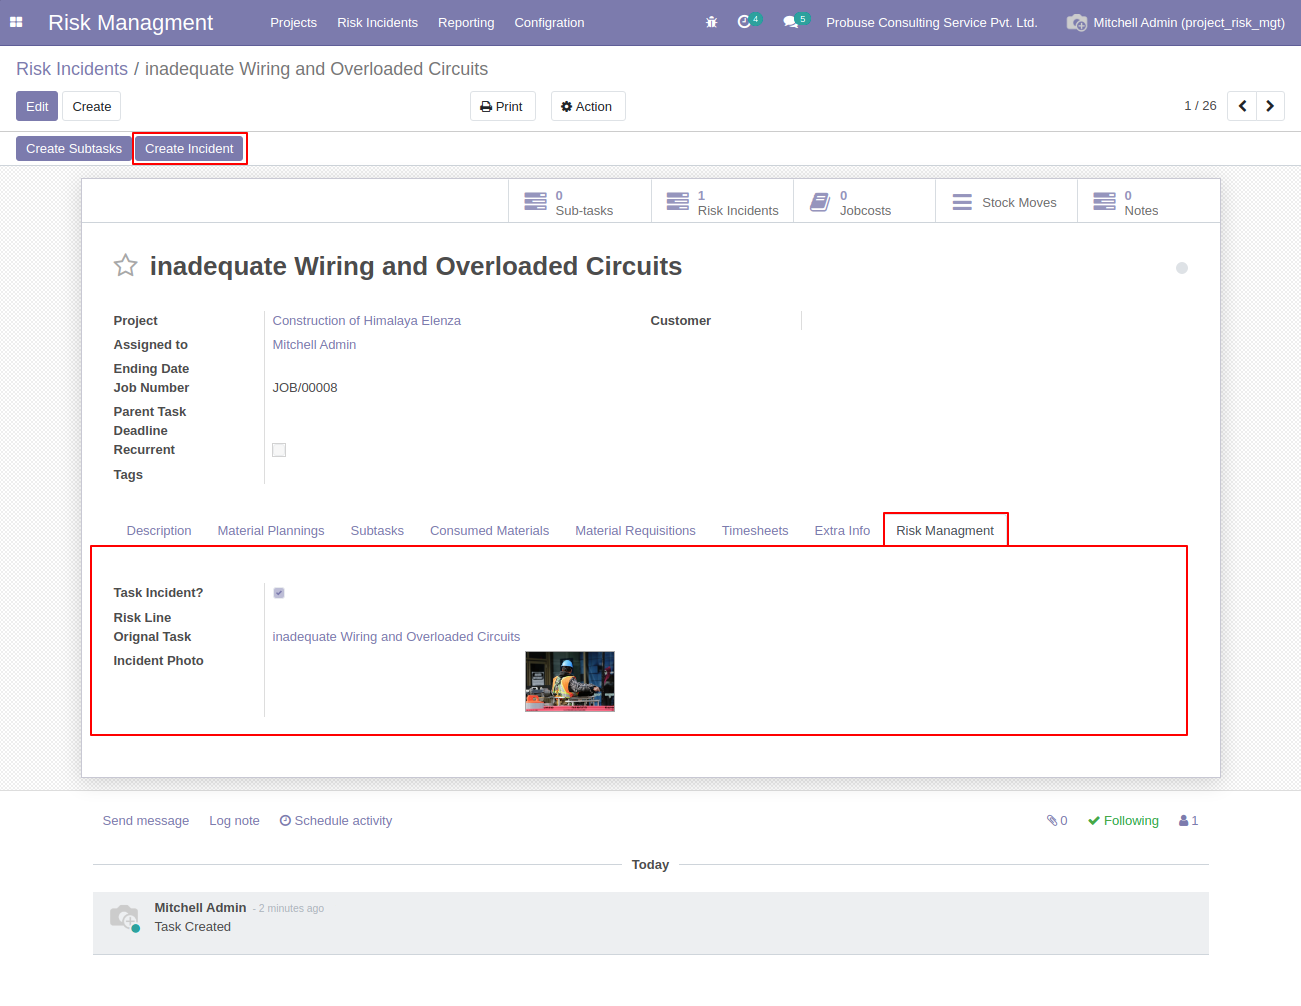 Risk Managment Projects Risk Incidents Reporting Configration 4 5 Probuse Consulting Service Pvt. Ltd. Mitchell Admin (project_risk_mgt)
Risk Incidents / inadequate Wiring and Overloaded Circuits
Edit Create Print Action 1 / 26
Create Subtasks Create Incident
0 Sub-tasks
1 Risk Incidents
0 Jobcosts
Stock Moves
0 Notes
inadequate Wiring and Overloaded Circuits
Project Construction of Himalaya Elenza Customer
Assigned to Mitchell Admin
Ending Date
Job Number JOB/00008
Parent Task
Deadline
Recurrent
Tags
Description Material Plannings Subtasks Consumed Materials Material Requisitions Timesheets Extra Info Risk Managment
Task Incident?
Risk Line
Orignal Task inadequate Wiring and Overloaded Circuits
Incident Photo
Send message Log note Schedule activity 0 Following 1
Today
Mitchell Admin - 2 minutes ago
Task Created